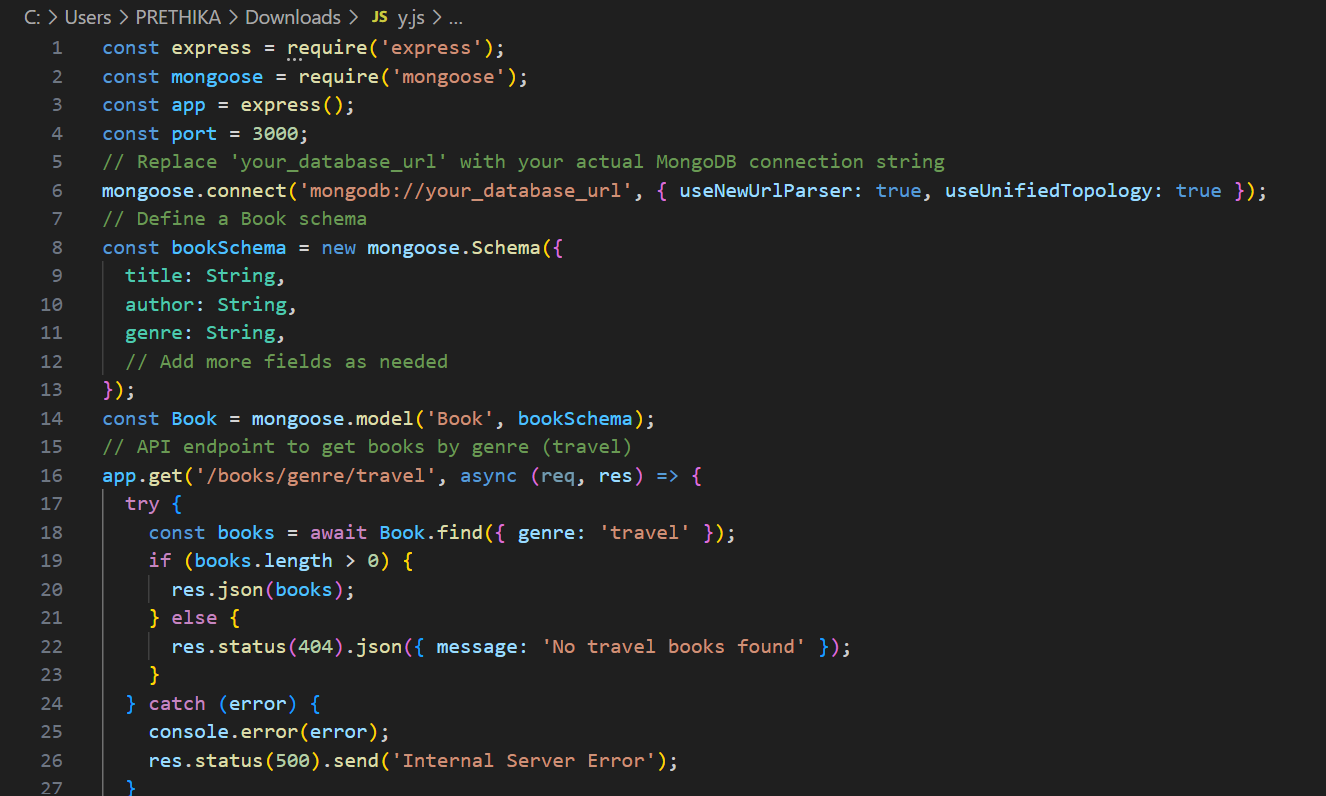 C: > Users > PRETHIKA > Downloads > JS y.js > ...
1 const express = require('express');
2 const mongoose = require('mongoose');
3 const app = express();
4 const port = 3000;
5 // Replace 'your_database_url' with your actual MongoDB connection string
6 mongoose.connect('mongodb://your_database_url', { useNewUrlParser: true, useUnifiedTopology: true });
7 // Define a Book schema
8 const bookSchema = new mongoose.Schema({
9   title: String,
10   author: String,
11   genre: String,
12   // Add more fields as needed
13 });
14 const Book = mongoose.model('Book', bookSchema);
15 // API endpoint to get books by genre (travel)
16 app.get('/books/genre/travel', async (req, res) => {
17   try {
18     const books = await Book.find({ genre: 'travel' });
19     if (books.length > 0) {
20       res.json(books);
21     } else {
22       res.status(404).json({ message: 'No travel books found' });
23     }
24   } catch (error) {
25     console.error(error);
26     res.status(500).send('Internal Server Error');
27   }